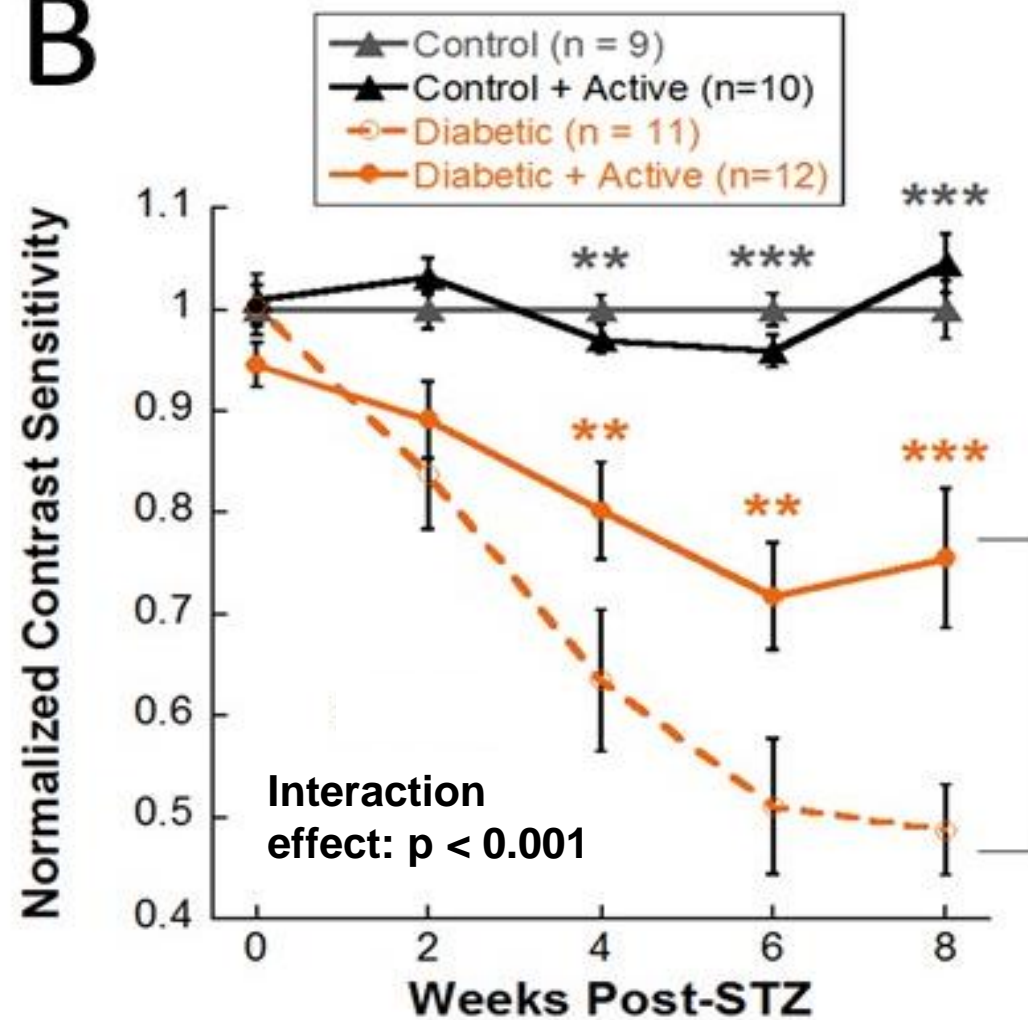 B
Control (n = 9)
Control + Active (n=10)
Diabetic (n = 11)
Diabetic + Active (n=12)
Normalized Contrast Sensitivity
1.1
1
0.9
0.8
0.7
0.6
0.5
0.4
***
** ***
** ***
**
Interaction
effect: p < 0.001
0 2 4 6 8
Weeks Post-STZ